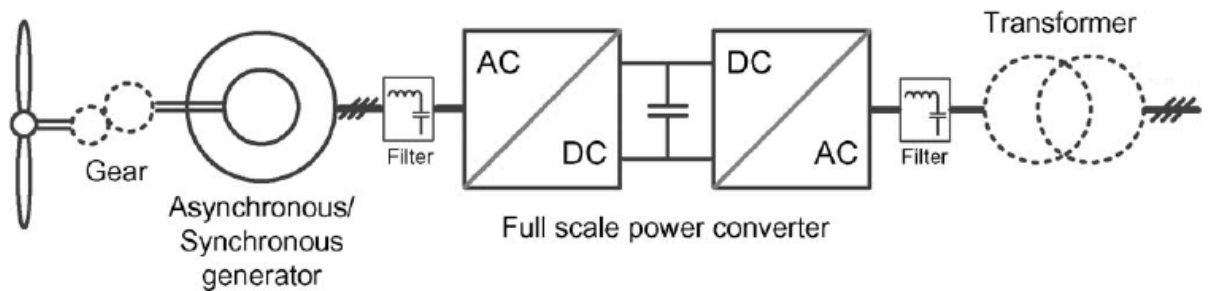 Transformer
AC
DC
DC
AC
Filter
Filter
Gear
Asynchronous/
Synchronous
generator
Full scale power converter